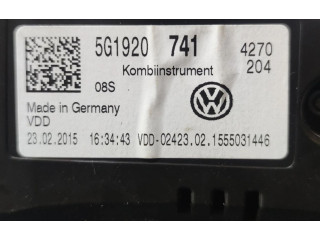 5G1920 741 4270
Kombiinstrument 204
08S
Made in Germany
VDD
23.02.2015 16:34:43 VDD-02423.02.1555031446